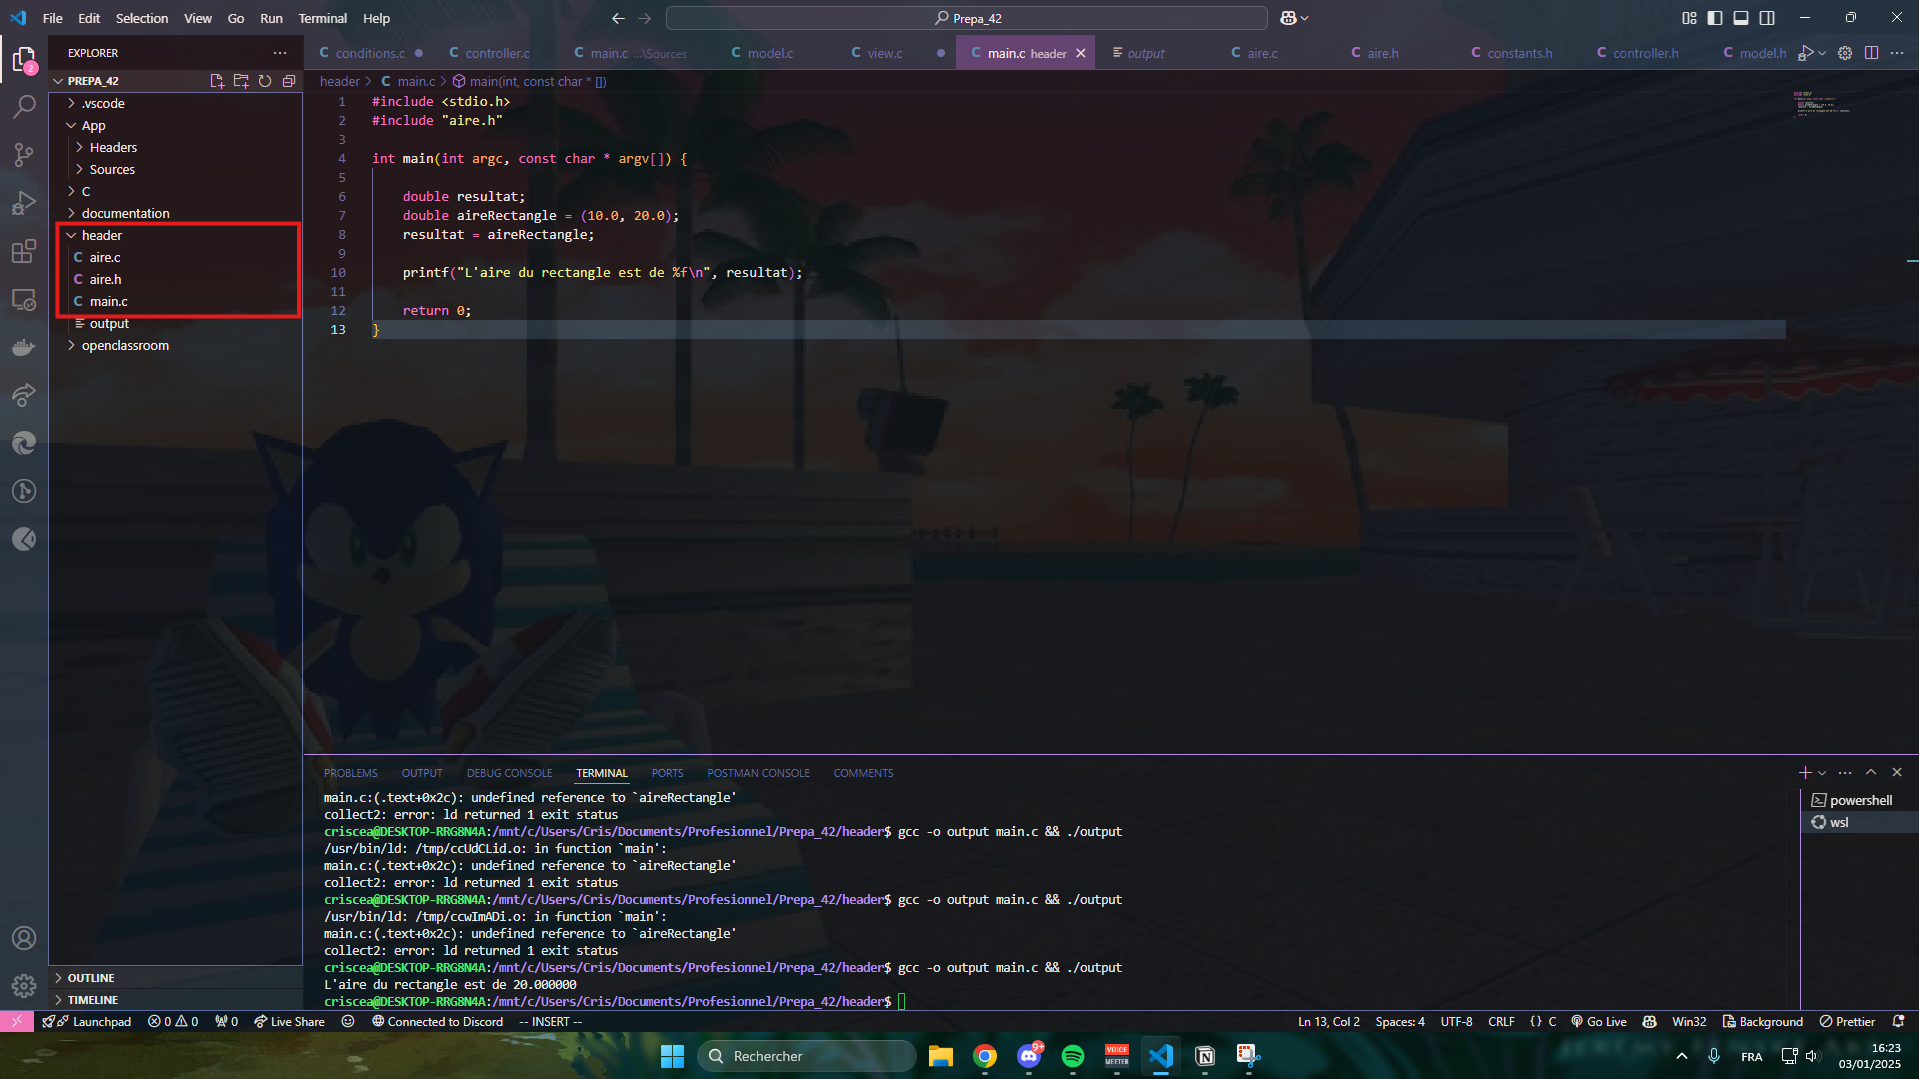 File Edit Selection View Go Run Terminal Help
Prepa_42
EXPLORER
conditions.c
controller.c
main.c ...\Sources
model.c
view.c
main.c header
output
aire.c
aire.h
constants.h
controller.h
model.h
PREPA_42
header > main.c > main(int, const char * [])
.vscode
App
Headers
Sources
C
documentation
header
aire.c
aire.h
main.c
output
openclassroom
1 #include <stdio.h>
2 #include "aire.h"
3
4 int main(int argc, const char * argv[]) {
5
6 double resultat;
7 double aireRectangle = (10.0, 20.0);
8 resultat = aireRectangle;
9
10 printf("L'aire du rectangle est de %f\n", resultat);
11
12 return 0;
13 }
PROBLEMS OUTPUT DEBUG CONSOLE TERMINAL PORTS POSTMAN CONSOLE COMMENTS
main.c:(.text+0x2c): undefined reference to `aireRectangle'
collect2: error: ld returned 1 exit status
criscea@DESKTOP-RRG8N4A:/mnt/c/Users/Cris/Documents/Profesionnel/Prepa_42/header$ gcc -o output main.c && ./output
/usr/bin/ld: /tmp/ccUdCLid.o: in function `main':
main.c:(.text+0x2c): undefined reference to `aireRectangle'
collect2: error: ld returned 1 exit status
criscea@DESKTOP-RRG8N4A:/mnt/c/Users/Cris/Documents/Profesionnel/Prepa_42/header$ gcc -o output main.c && ./output
/usr/bin/ld: /tmp/ccwImADi.o: in function `main':
main.c:(.text+0x2c): undefined reference to `aireRectangle'
collect2: error: ld returned 1 exit status
criscea@DESKTOP-RRG8N4A:/mnt/c/Users/Cris/Documents/Profesionnel/Prepa_42/header$ gcc -o output main.c && ./output
L'aire du rectangle est de 20.000000
criscea@DESKTOP-RRG8N4A:/mnt/c/Users/Cris/Documents/Profesionnel/Prepa_42/header$
powershell
wsl
OUTLINE
TIMELINE
2
Launchpad 0 0 0 Live Share Connected to Discord -- INSERT --
Ln 13, Col 2 Spaces: 4 UTF-8 CRLF {} C Go Live Win32 Background Prettier
Rechercher
9+
VOICE
MEETER
FRA
16:23
03/01/2025